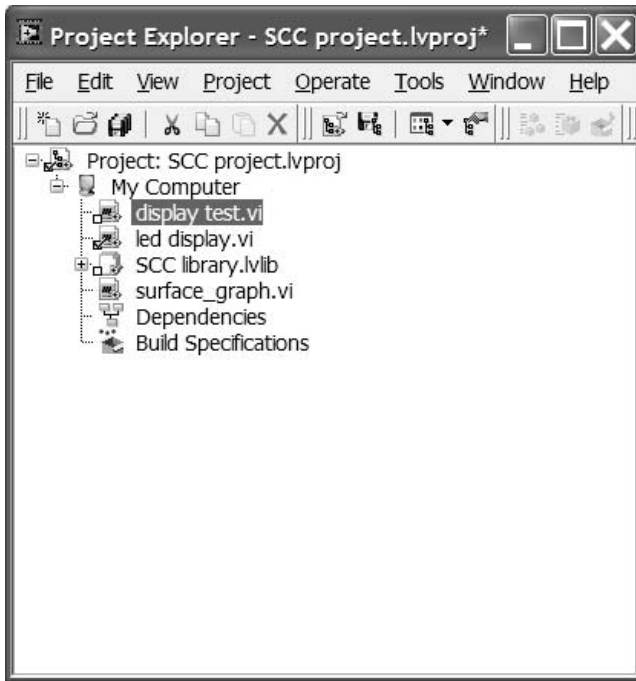 Project Explorer - SCC project.lvproj*
File Edit View Project Operate Tools Window Help
Project: SCC project.lvproj
My Computer
display test.vi
led display.vi
SCC library.lvlib
surface_graph.vi
Dependencies
Build Specifications